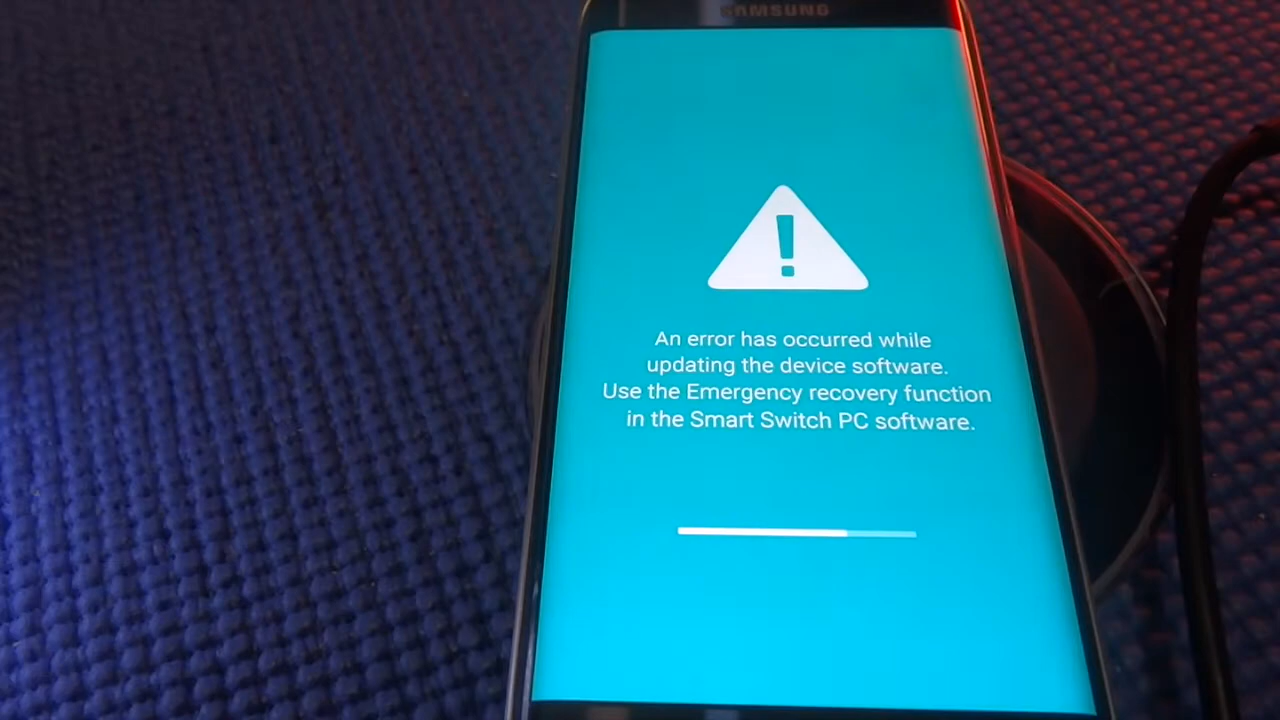 SAMSUNG
!
An error has occurred while
updating the device software.
Use the Emergency recovery function
in the Smart Switch PC software.